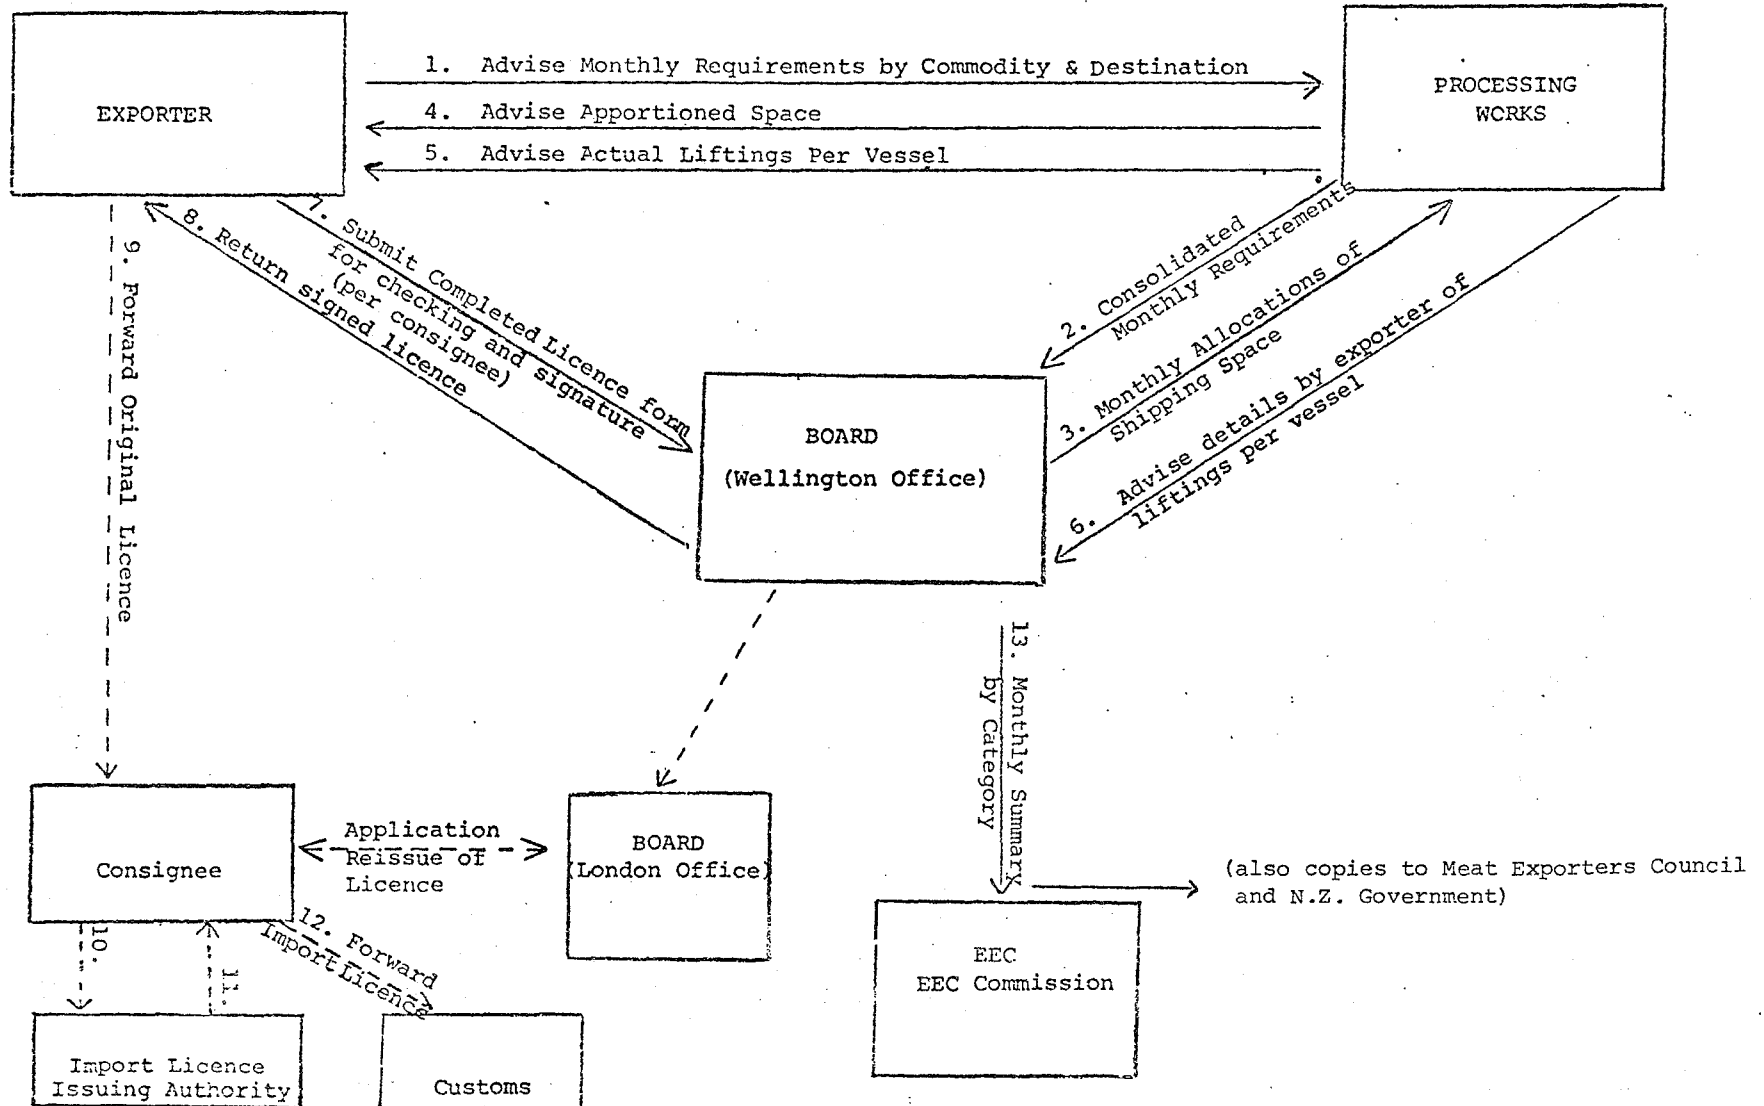 EXPORTER
1. Advise Monthly Requirements by Commodity & Destination
4. Advise Apportioned Space
5. Advise Actual Liftings Per Vessel
PROCESSING
WORKS
7. Submit Completed Licence form
for checking and signature
(per consignee)
8. Return signed licence
2. Consolidated
Monthly Requirements
3. Monthly Allocations of
Shipping Space
6. Advise details by exporter of
liftings per vessel
9. Forward Original Licence
BOARD
(Wellington Office)
13. Monthly Summary
by Category
Consignee
Application
Reissue of
Licence
BOARD
(London Office)
(also copies to Meat Exporters Council
and N.Z. Government)
10.
11.
12. Forward
Import Licence
EEC
EEC Commission
Import Licence
Issuing Authority
Customs